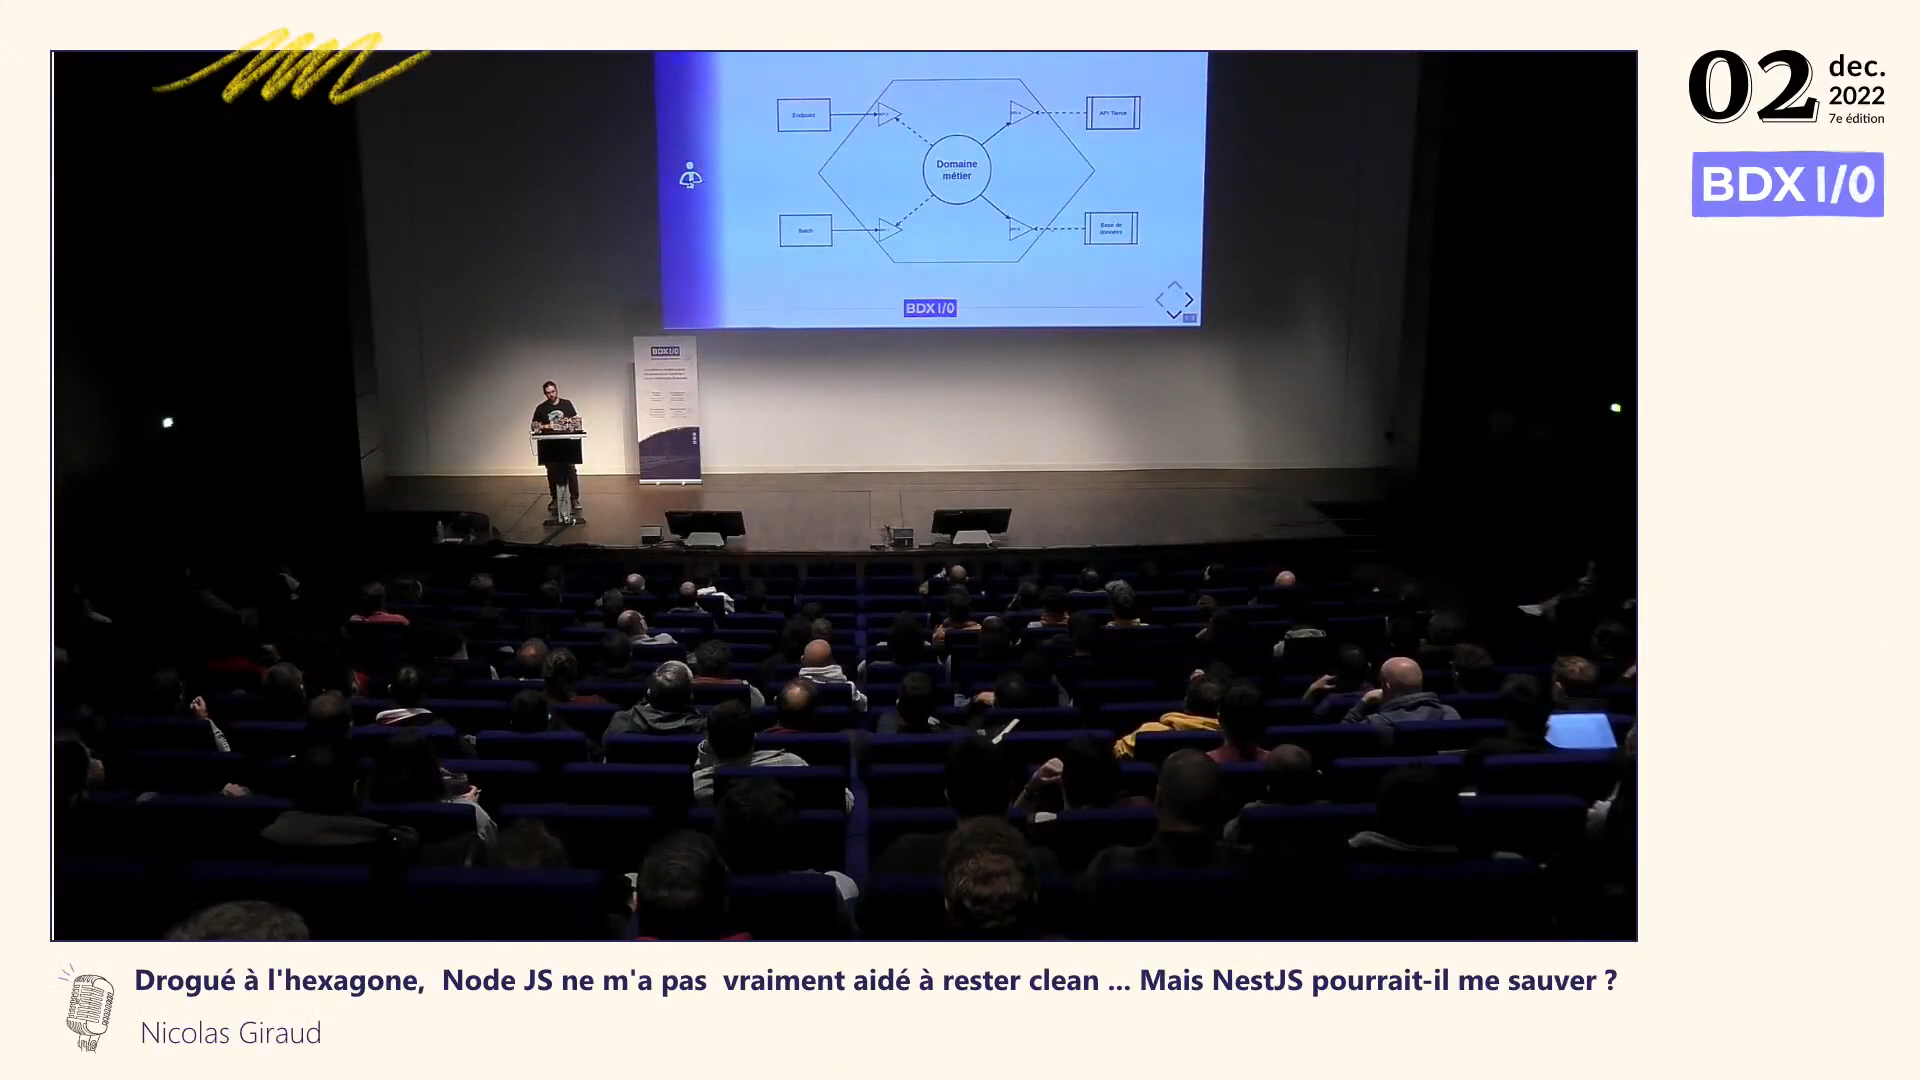 02
dec.
2022
7e édition
BDX I/O
Endpoint
API Tierce
Domaine
métier
Batch
Base de
données
BDX I/O
BDX I/O
Drogué à l'hexagone, Node JS ne m'a pas vraiment aidé à rester clean ... Mais NestJS pourrait-il me sauver ?
Nicolas Giraud